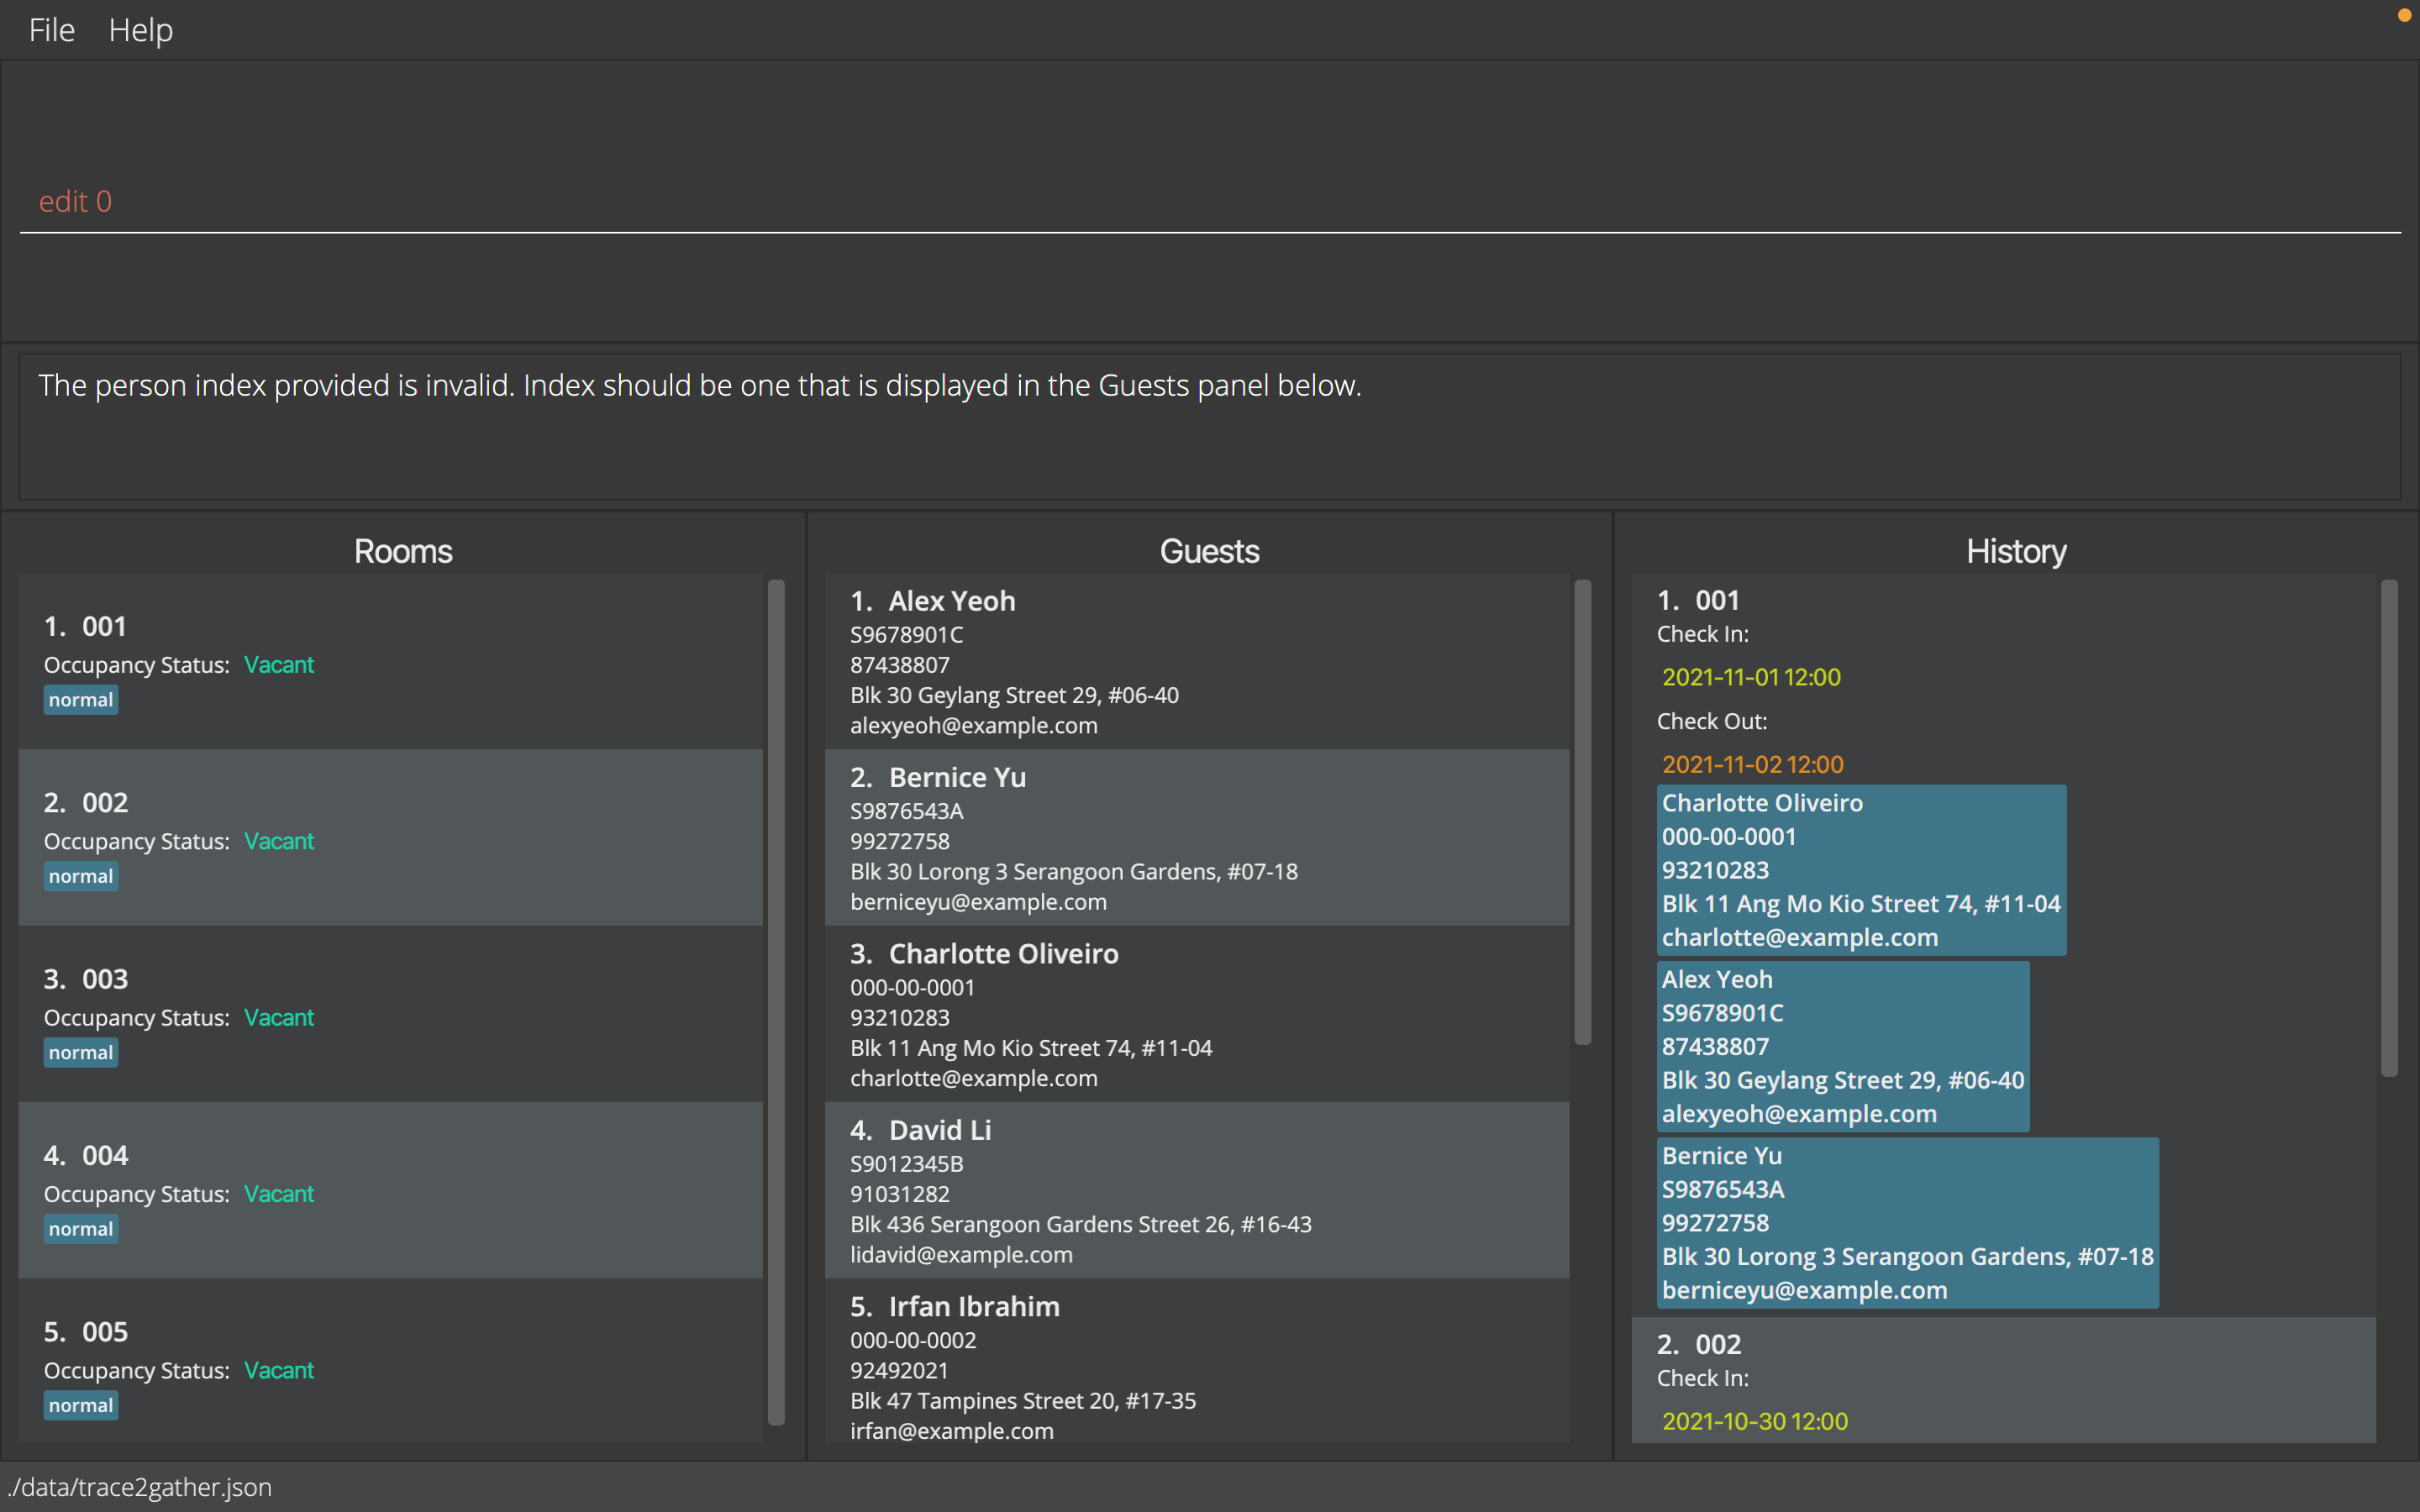 File Help
edit 0
The person index provided is invalid. Index should be one that is displayed in the Guests panel below.
Rooms
1. 001
Occupancy Status: Vacant
normal
2. 002
Occupancy Status: Vacant
normal
3. 003
Occupancy Status: Vacant
normal
4. 004
Occupancy Status: Vacant
normal
5. 005
Occupancy Status: Vacant
normal
Guests
1. Alex Yeoh
S9678901C
87438807
Blk 30 Geylang Street 29, #06-40
alexyeoh@example.com
2. Bernice Yu
S9876543A
99272758
Blk 30 Lorong 3 Serangoon Gardens, #07-18
berniceyu@example.com
3. Charlotte Oliveiro
000-00-0001
93210283
Blk 11 Ang Mo Kio Street 74, #11-04
charlotte@example.com
4. David Li
S9012345B
91031282
Blk 436 Serangoon Gardens Street 26, #16-43
lidavid@example.com
5. Irfan Ibrahim
000-00-0002
92492021
Blk 47 Tampines Street 20, #17-35
irfan@example.com
History
1. 001
Check In:
2021-11-01 12:00
Check Out:
2021-11-02 12:00
Charlotte Oliveiro
000-00-0001
93210283
Blk 11 Ang Mo Kio Street 74, #11-04
charlotte@example.com
Alex Yeoh
S9678901C
87438807
Blk 30 Geylang Street 29, #06-40
alexyeoh@example.com
Bernice Yu
S9876543A
99272758
Blk 30 Lorong 3 Serangoon Gardens, #07-18
berniceyu@example.com
2. 002
Check In:
2021-10-30 12:00
./data/trace2gather.json